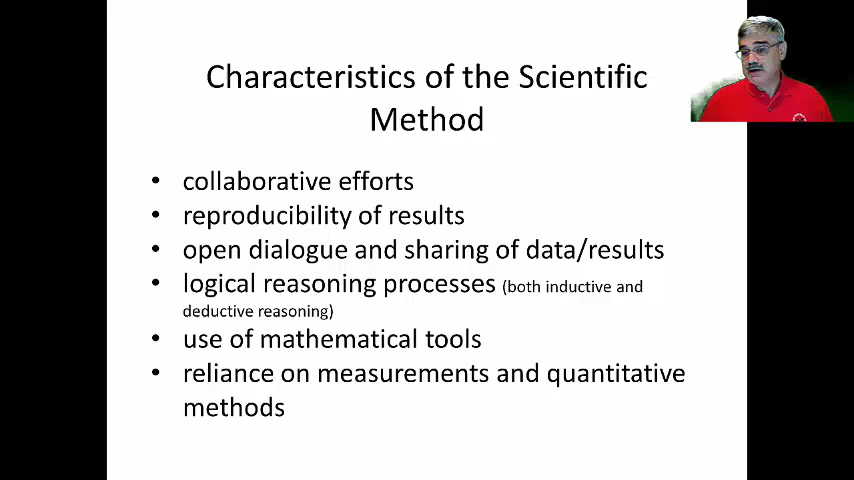 Characteristics of the Scientific
Method
• collaborative efforts
• reproducibility of results
• open dialogue and sharing of data/results
• logical reasoning processes (both inductive and
deductive reasoning)
• use of mathematical tools
• reliance on measurements and quantitative
methods